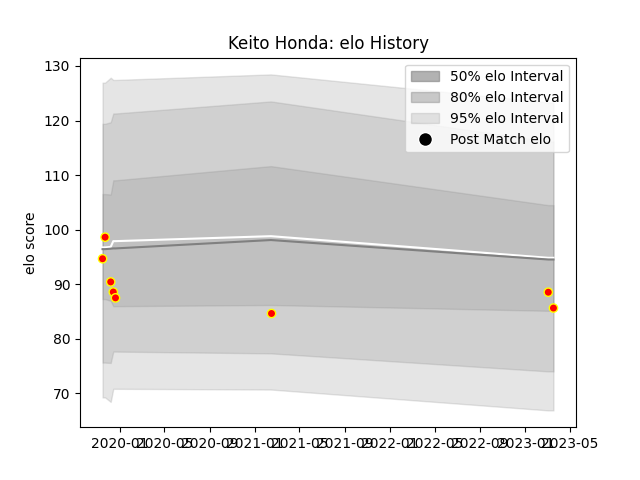 Keito Honda: elo History
50% elo Interval
80% elo Interval
95% elo Interval
Post Match elo
elo score
130
120
110
100
90
80
70
2020-01 2020-05 2020-09 2021-01 2021-05 2021-09 2022-01 2022-05 2022-09 2023-01 2023-05